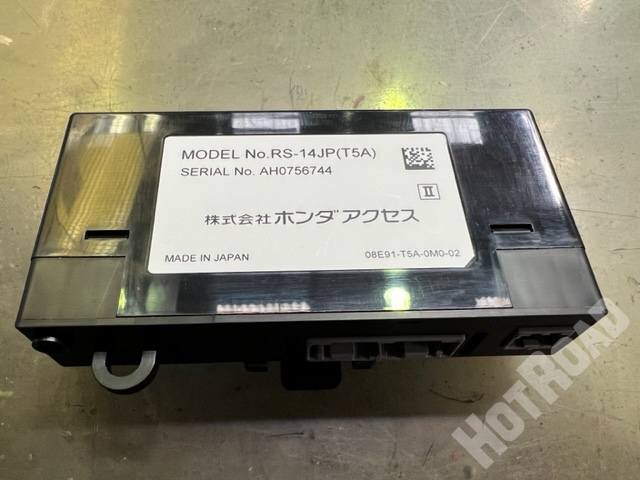 MODEL No.RS-14JP(T5A)
SERIAL No. AH0756744
II
株式会社 ホンダアクセス
MADE IN JAPAN
08E91-T5A-0M0-02
HOTROAD